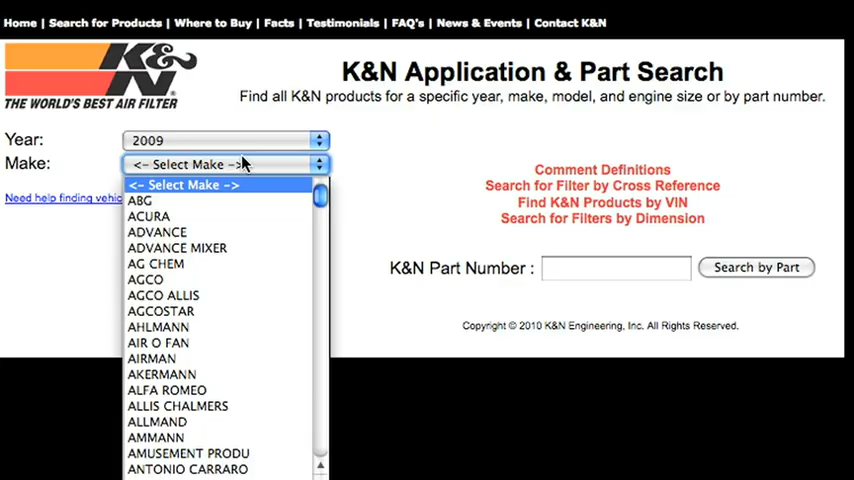 Home | Search for Products | Where to Buy | Facts | Testimonials | FAQ's | News & Events | Contact K&N
K&N
THE WORLD'S BEST AIR FILTER
K&N Application & Part Search
Find all K&N products for a specific year, make, model, and engine size or by part number.
Year: 2009
Make: <- Select Make ->
Need help finding vehic
<- Select Make ->
ABG
ACURA
ADVANCE
ADVANCE MIXER
AG CHEM
AGCO
AGCO ALLIS
AGCOSTAR
AHLMANN
AIR O FAN
AIRMAN
AKERMANN
ALFA ROMEO
ALLIS CHALMERS
ALLMAND
AMMANN
AMUSEMENT PRODU
ANTONIO CARRARO
Comment Definitions
Search for Filter by Cross Reference
Find K&N Products by VIN
Search for Filters by Dimension
K&N Part Number : Search by Part
Copyright © 2010 K&N Engineering, Inc. All Rights Reserved.